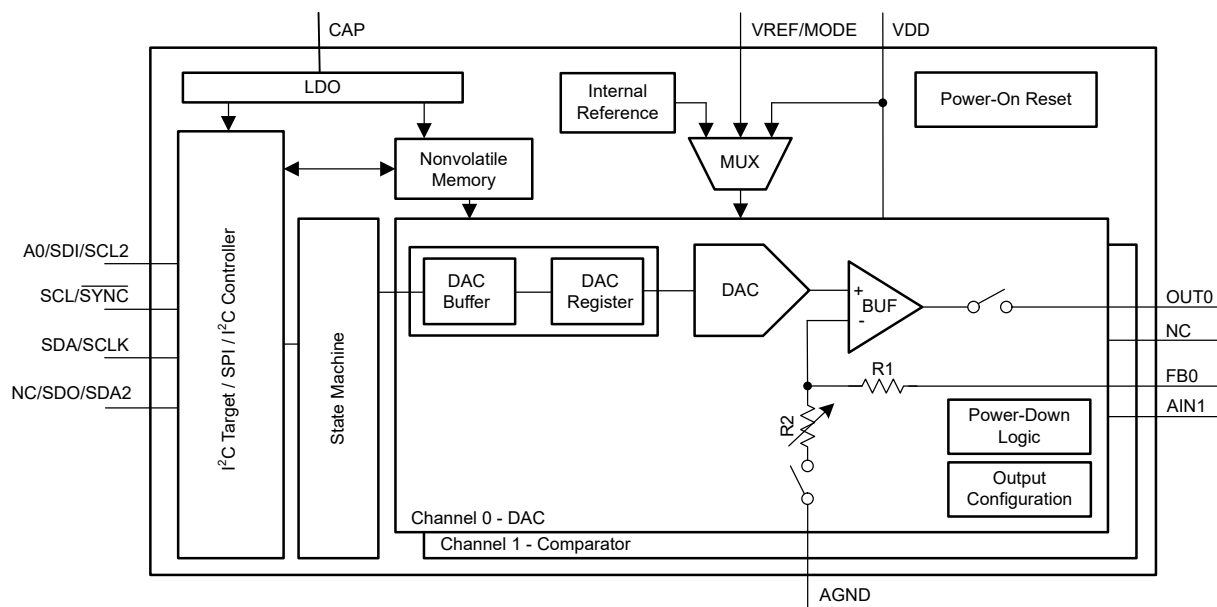 CAP
VREF/MODE
VDD
LDO
Internal
Reference
Power-On Reset
MUX
Nonvolatile
Memory
A0/SDI/SCL2
SCL/SYNC
SDA/SCLK
NC/SDO/SDA2
I²C Target / SPI / I²C Controller
State Machine
DAC
Buffer
DAC
Register
DAC
+
BUF
-
OUT0
NC
R1
FB0
AIN1
R2
Power-Down
Logic
Output
Configuration
Channel 0 - DAC
Channel 1 - Comparator
AGND